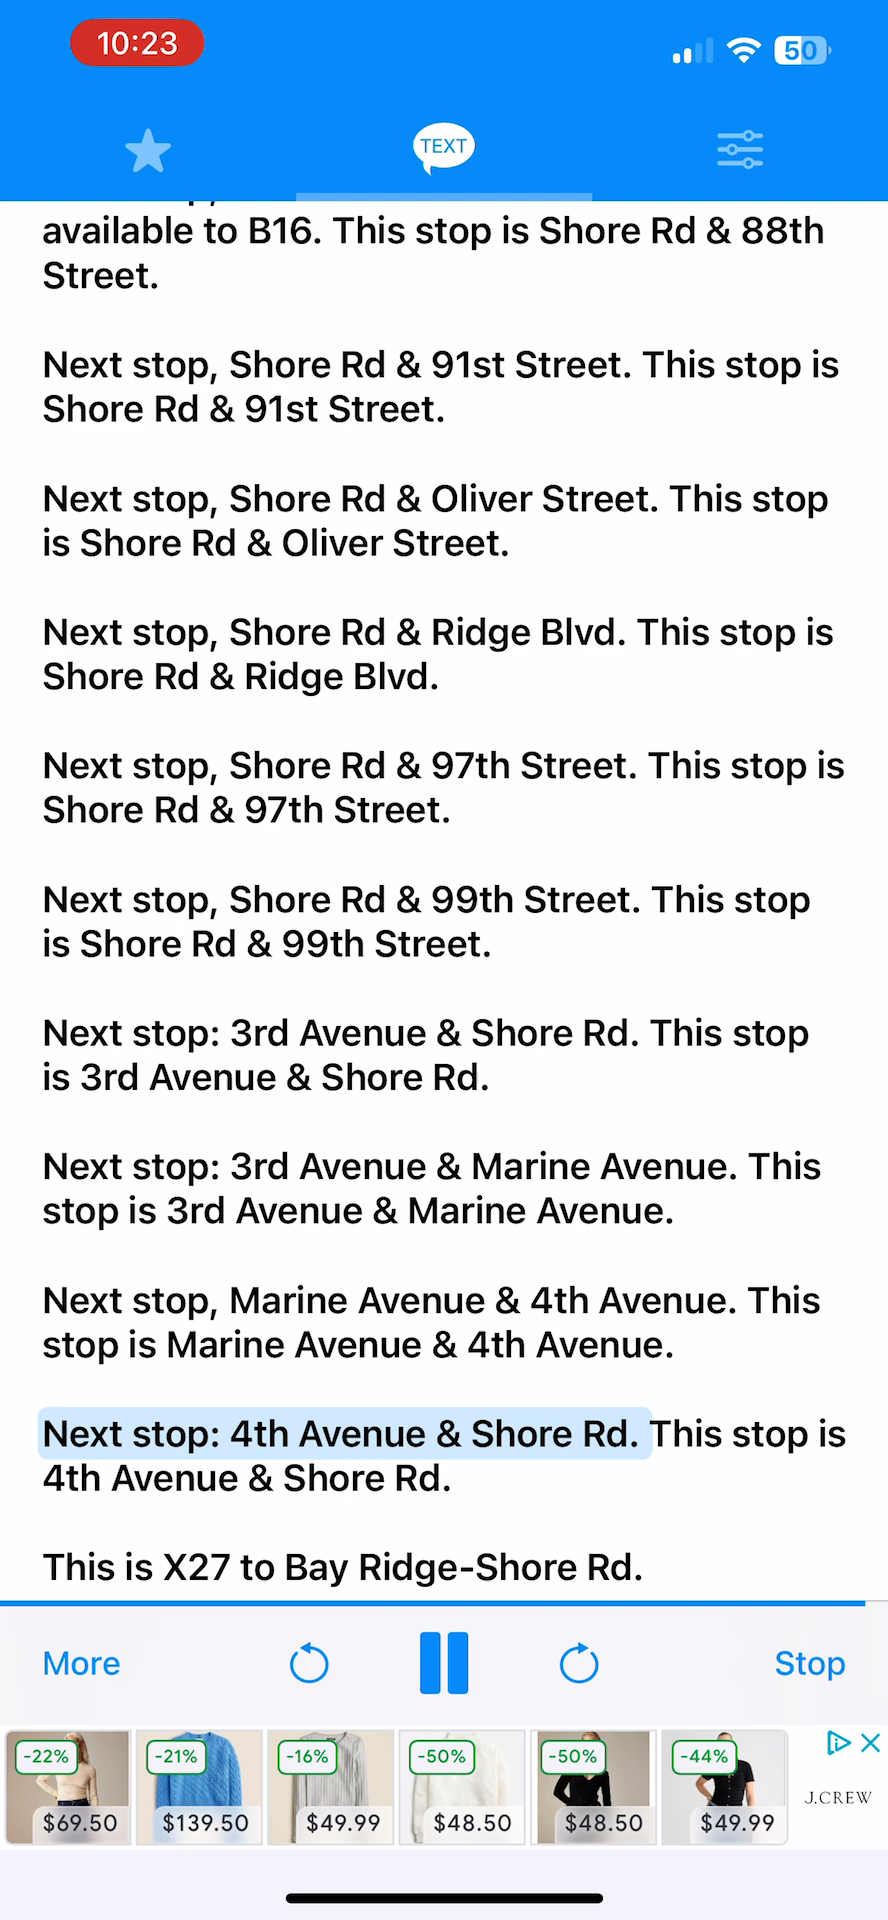 10:23
50
TEXT
available to B16. This stop is Shore Rd & 88th
Street.
Next stop, Shore Rd & 91st Street. This stop is
Shore Rd & 91st Street.
Next stop, Shore Rd & Oliver Street. This stop
is Shore Rd & Oliver Street.
Next stop, Shore Rd & Ridge Blvd. This stop is
Shore Rd & Ridge Blvd.
Next stop, Shore Rd & 97th Street. This stop is
Shore Rd & 97th Street.
Next stop, Shore Rd & 99th Street. This stop
is Shore Rd & 99th Street.
Next stop: 3rd Avenue & Shore Rd. This stop
is 3rd Avenue & Shore Rd.
Next stop: 3rd Avenue & Marine Avenue. This
stop is 3rd Avenue & Marine Avenue.
Next stop, Marine Avenue & 4th Avenue. This
stop is Marine Avenue & 4th Avenue.
Next stop: 4th Avenue & Shore Rd. This stop is
4th Avenue & Shore Rd.
This is X27 to Bay Ridge-Shore Rd.
More
Stop
-22% -21% -16% -50% -50% -44%
J.CREW
$69.50 $139.50 $49.99 $48.50 $48.50 $49.99